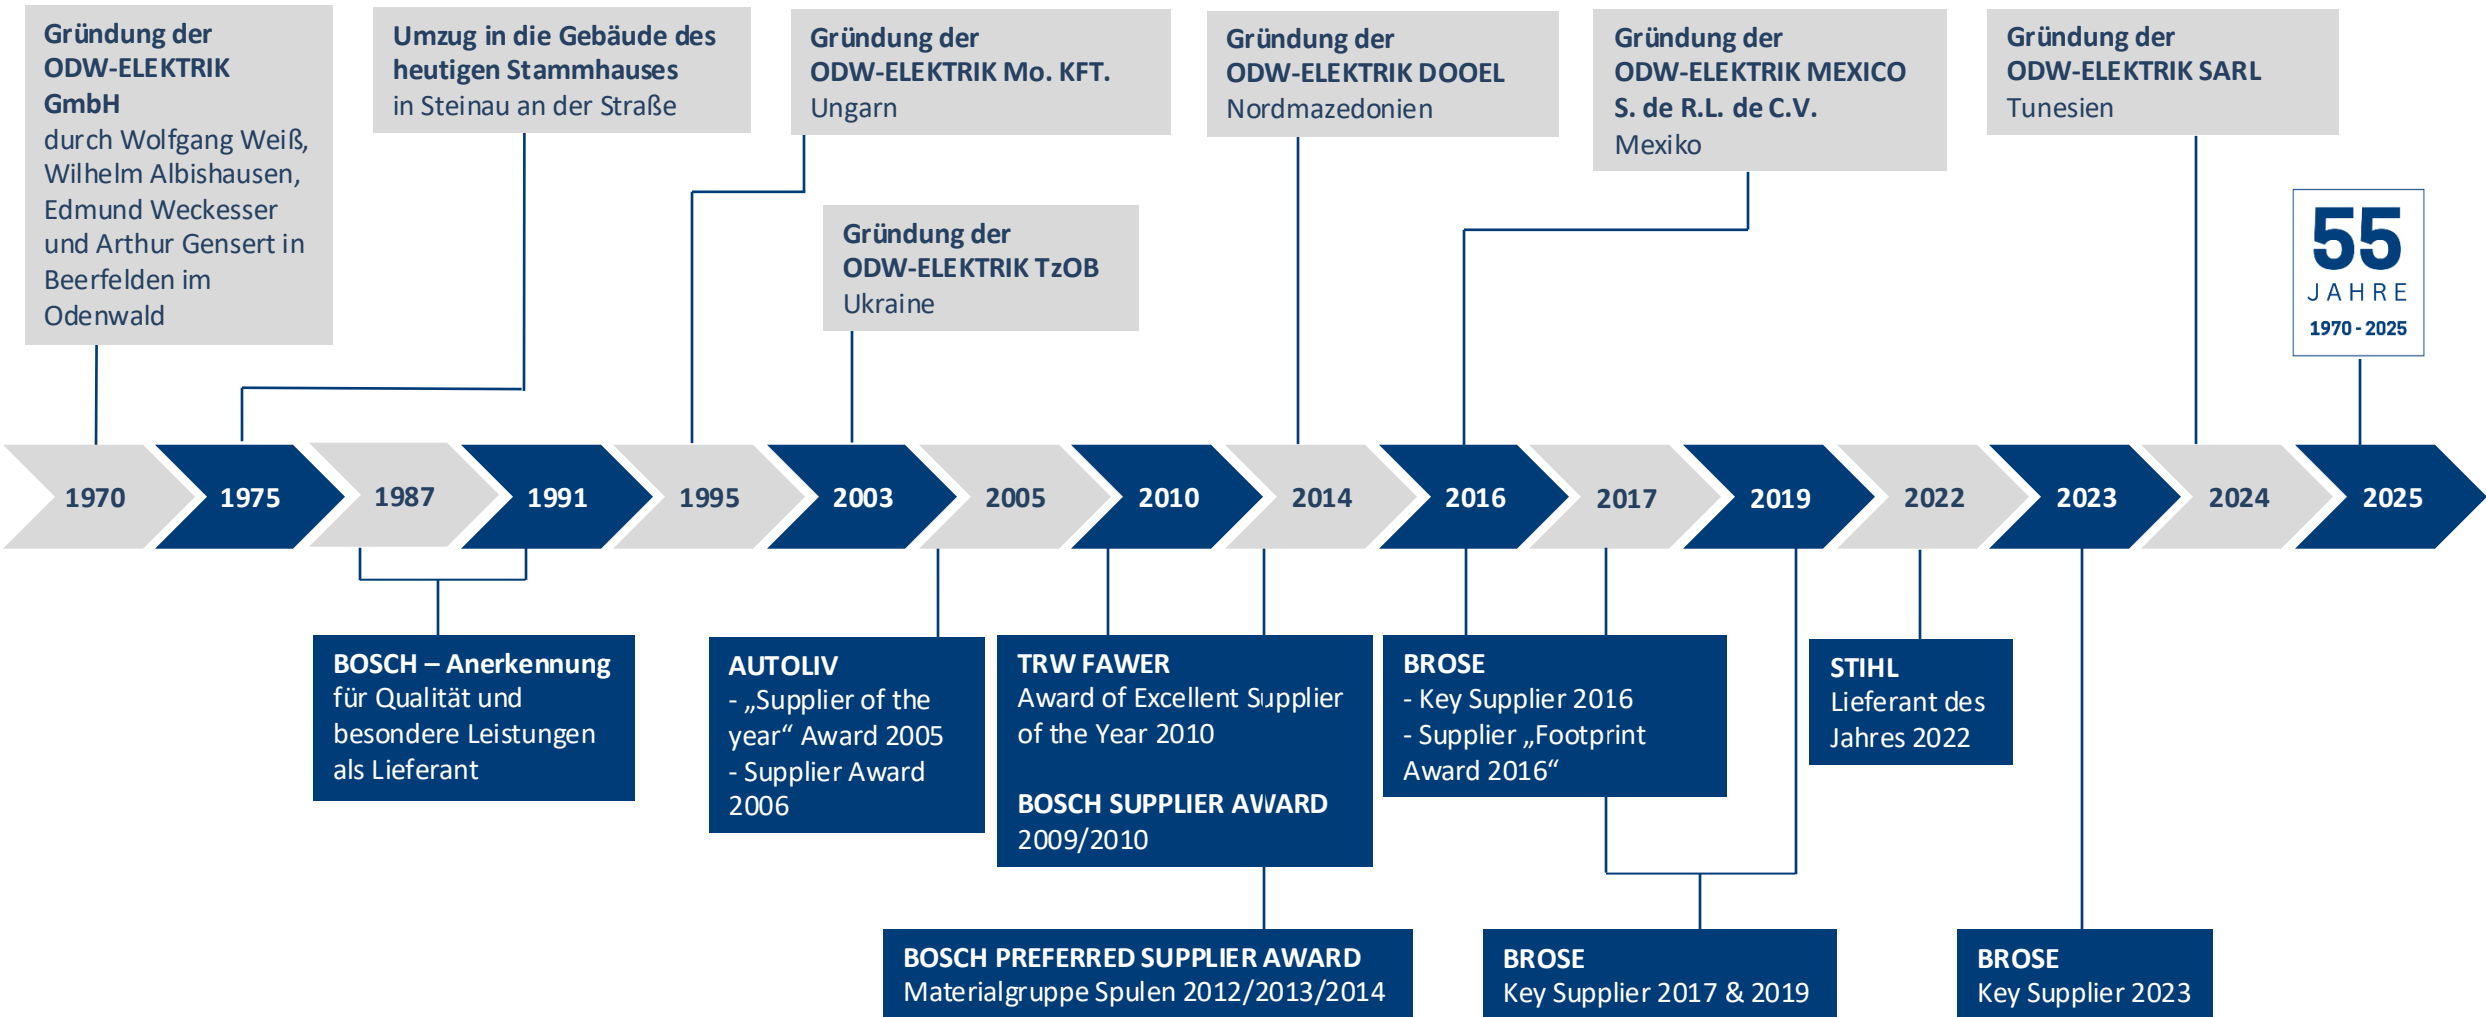 Gründung der
ODW-ELEKTRIK
GmbH
durch Wolfgang Weiß,
Wilhelm Albishausen,
Edmund Weckesser
und Arthur Gensert in
Beerfelden im
Odenwald
Umzug in die Gebäude des
heutigen Stammhauses
in Steinau an der Straße
Gründung der
ODW-ELEKTRIK Mo. KFT.
Ungarn
Gründung der
ODW-ELEKTRIK TzOB
Ukraine
Gründung der
ODW-ELEKTRIK DOOEL
Nordmazedonien
Gründung der
ODW-ELEKTRIK MEXICO
S. de R.L. de C.V.
Mexiko
Gründung der
ODW-ELEKTRIK SARL
Tunesien
55
JAHRE
1970 - 2025
1970 1975 1987 1991 1995 2003 2005 2010 2014 2016 2017 2019 2022 2023 2024 2025
BOSCH – Anerkennung
für Qualität und
besondere Leistungen
als Lieferant
AUTOLIV
- „Supplier of the
year“ Award 2005
- Supplier Award
2006
TRW FAWER
Award of Excellent Supplier
of the Year 2010
BOSCH SUPPLIER AWARD
2009/2010
BROSE
- Key Supplier 2016
- Supplier „Footprint
Award 2016“
STIHL
Lieferant des
Jahres 2022
BOSCH PREFERRED SUPPLIER AWARD
Materialgruppe Spulen 2012/2013/2014
BROSE
Key Supplier 2017 & 2019
BROSE
Key Supplier 2023